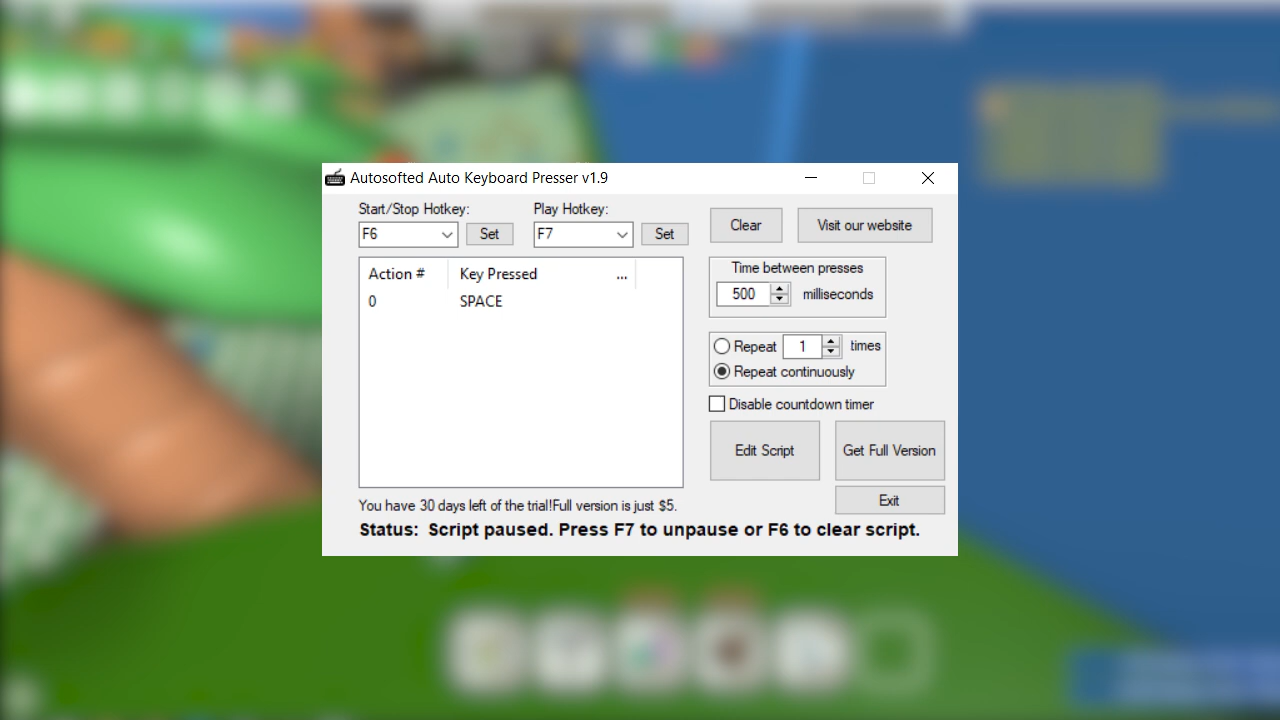 Autosofted Auto Keyboard Presser v1.9
Start/Stop Hotkey:
Play Hotkey:
F6
Set
F7
Set
Clear
Visit our website
Action #
Key Pressed
...
0
SPACE
Time between presses
500
milliseconds
Repeat
1
times
Repeat continuously
Disable countdown timer
Edit Script
Get Full Version
Exit
You have 30 days left of the trial!Full version is just $5.
Status:  Script paused. Press F7 to unpause or F6 to clear script.